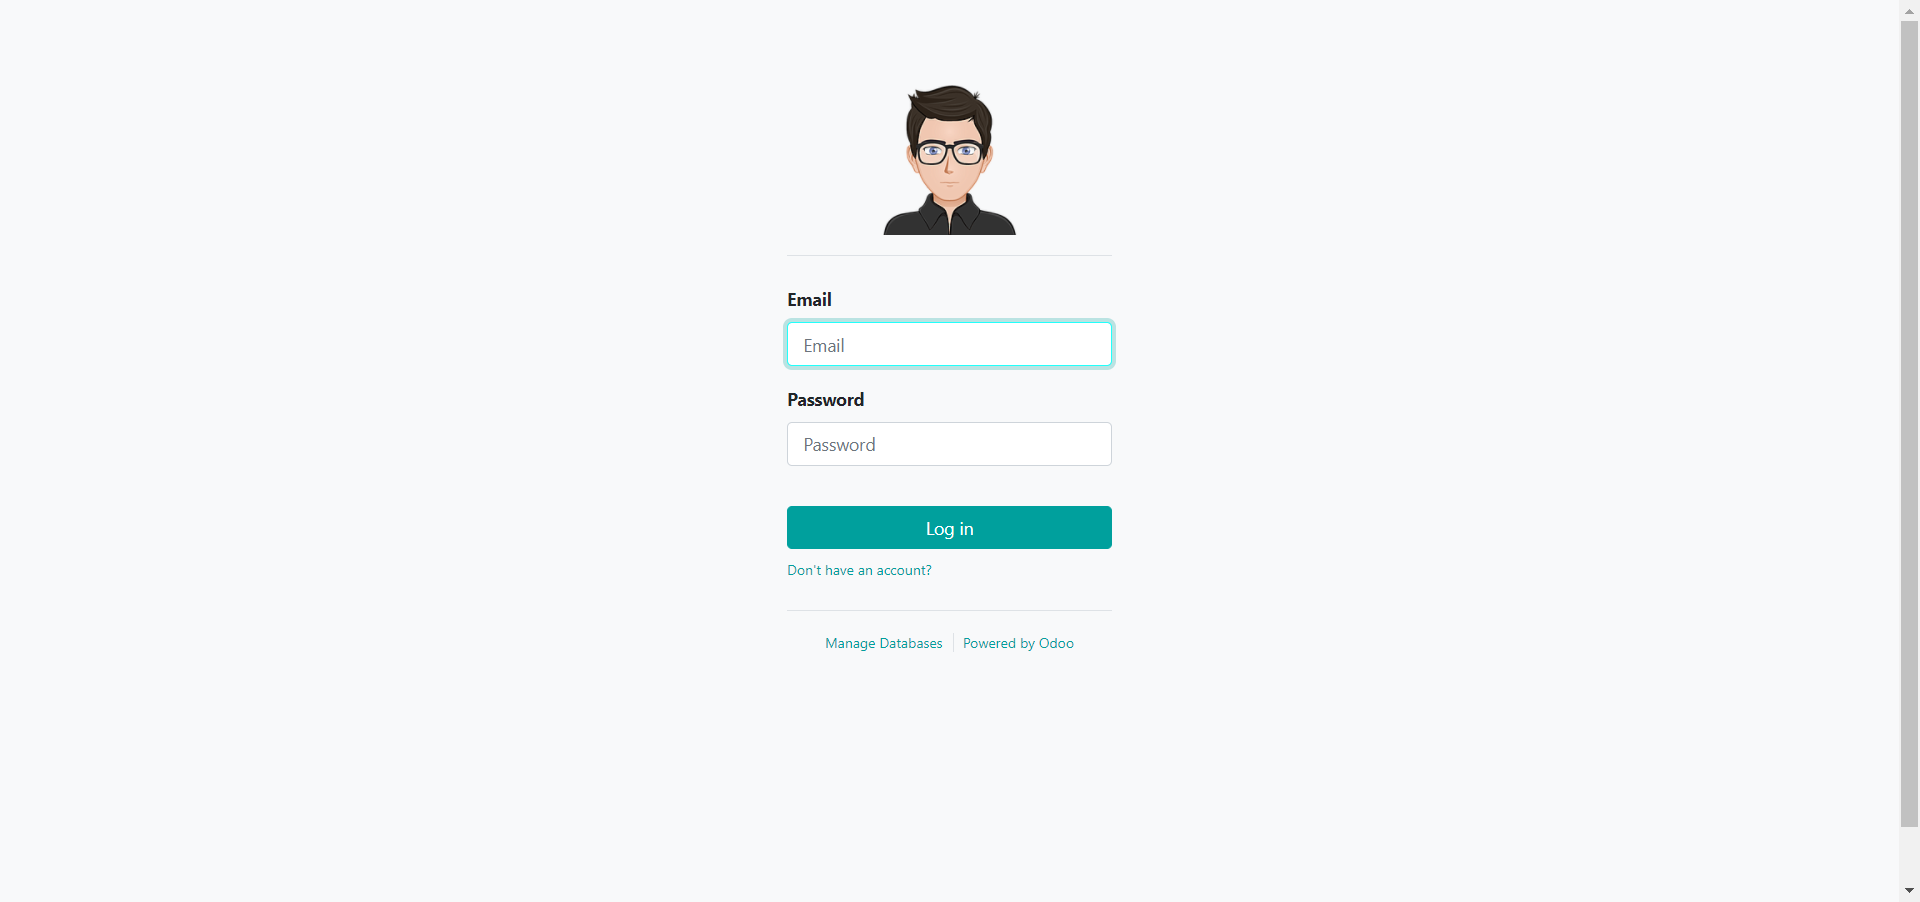 Email
Email
Password
Password
Log in
Don't have an account?
Manage Databases
Powered by Odoo